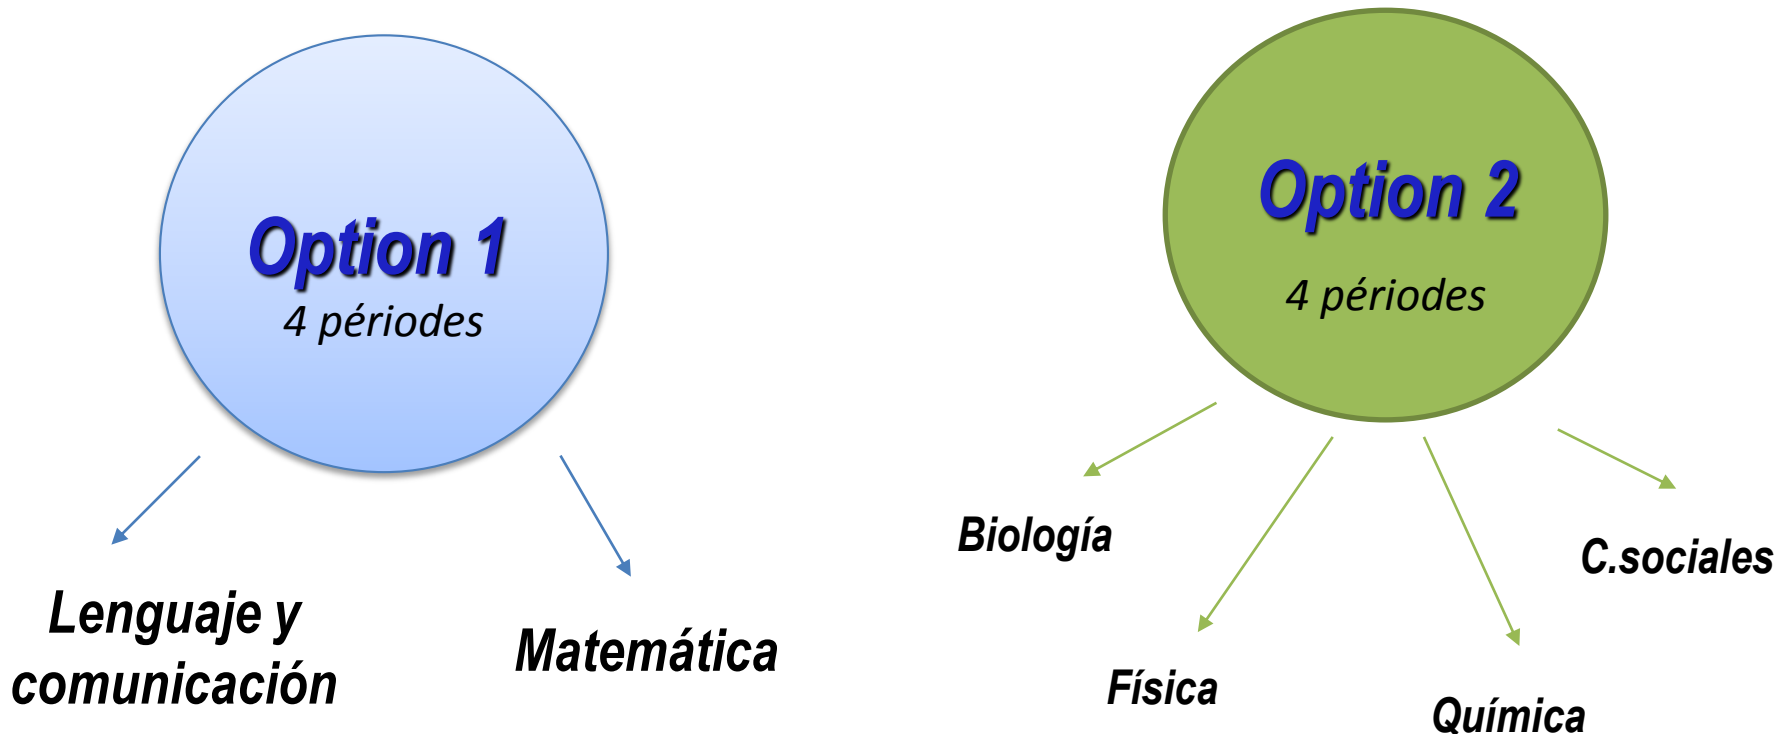 Option 1
4 périodes
Lenguaje y
comunicación
Matemática
Option 2
4 périodes
Biología
Física
Química
C.sociales